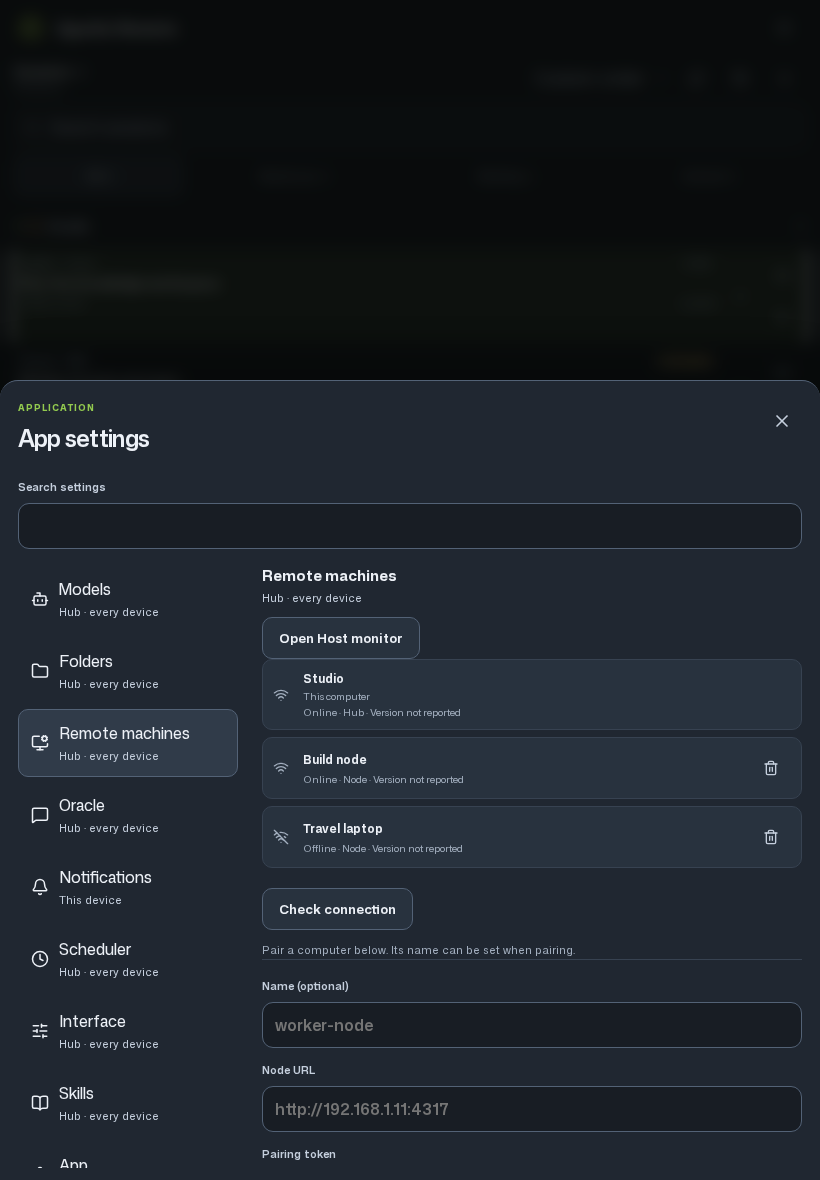 APPLICATION
App settings
Search settings
Models
Hub · every device
Folders
Hub · every device
Remote machines
Hub · every device
Oracle
Hub · every device
Notifications
This device
Scheduler
Hub · every device
Interface
Hub · every device
Skills
Hub · every device
App
Remote machines
Hub · every device
Open Host monitor
Studio
This computer
Online · Hub · Version not reported
Build node
Online · Node · Version not reported
Travel laptop
Offline · Node · Version not reported
Check connection
Pair a computer below. Its name can be set when pairing.
Name (optional)
worker-node
Node URL
http://192.168.1.11:4317
Pairing token